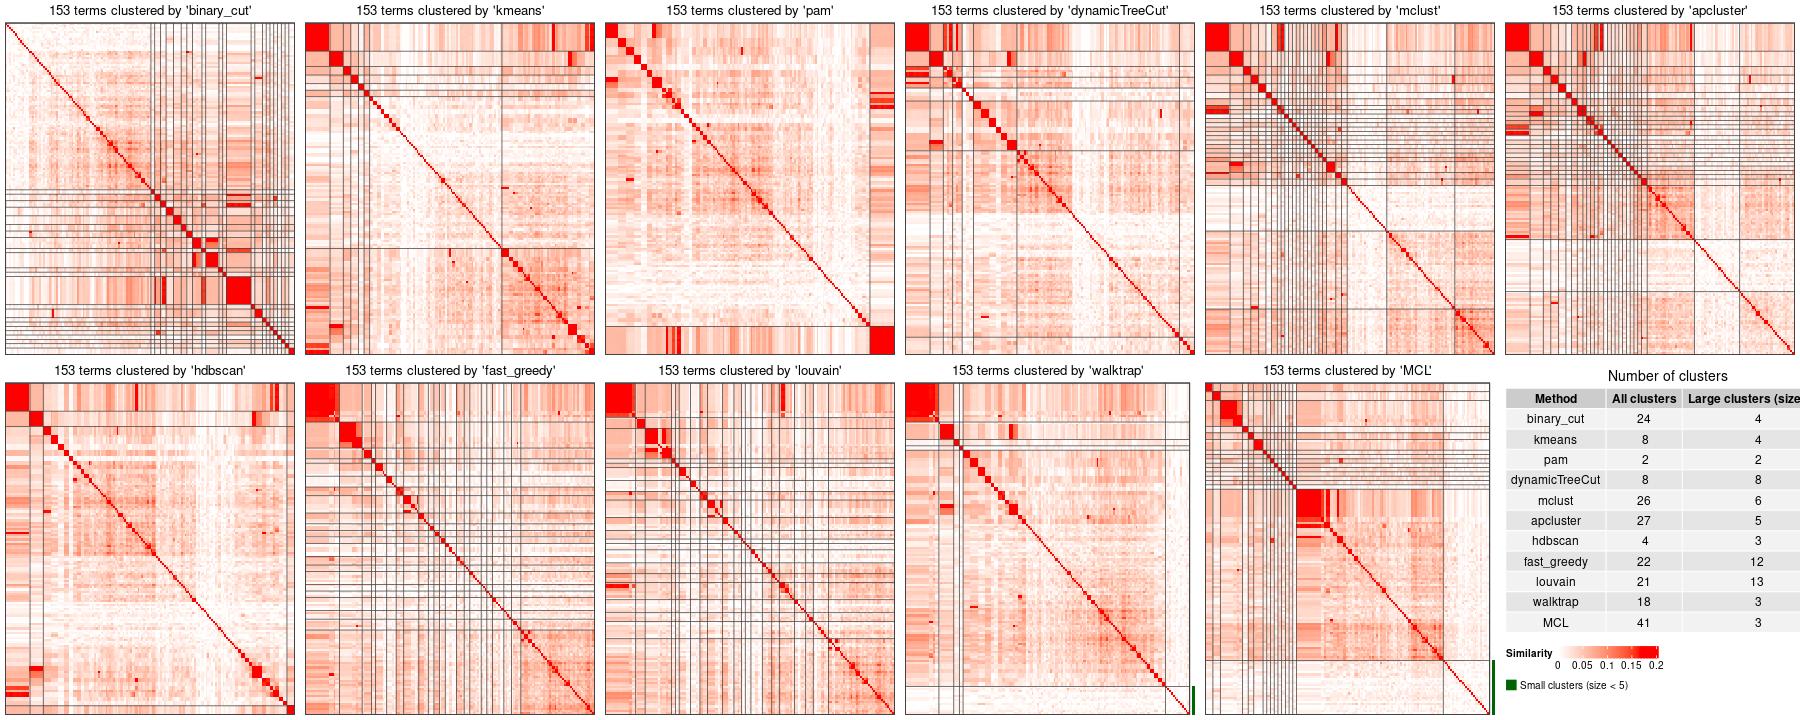 153 terms clustered by 'binary_cut'
153 terms clustered by 'kmeans'
153 terms clustered by 'pam'
153 terms clustered by 'dynamicTreeCut'
153 terms clustered by 'mclust'
153 terms clustered by 'apcluster'
153 terms clustered by 'hdbscan'
153 terms clustered by 'fast_greedy'
153 terms clustered by 'louvain'
153 terms clustered by 'walktrap'
153 terms clustered by 'MCL'
Number of clusters
Method All clusters Large clusters (size
binary_cut 24 4
kmeans 8 4
pam 2 2
dynamicTreeCut 8 8
mclust 26 6
apcluster 27 5
hdbscan 4 3
fast_greedy 22 12
louvain 21 13
walktrap 18 3
MCL 41 3
Similarity
0 0.05 0.1 0.15 0.2
Small clusters (size < 5)